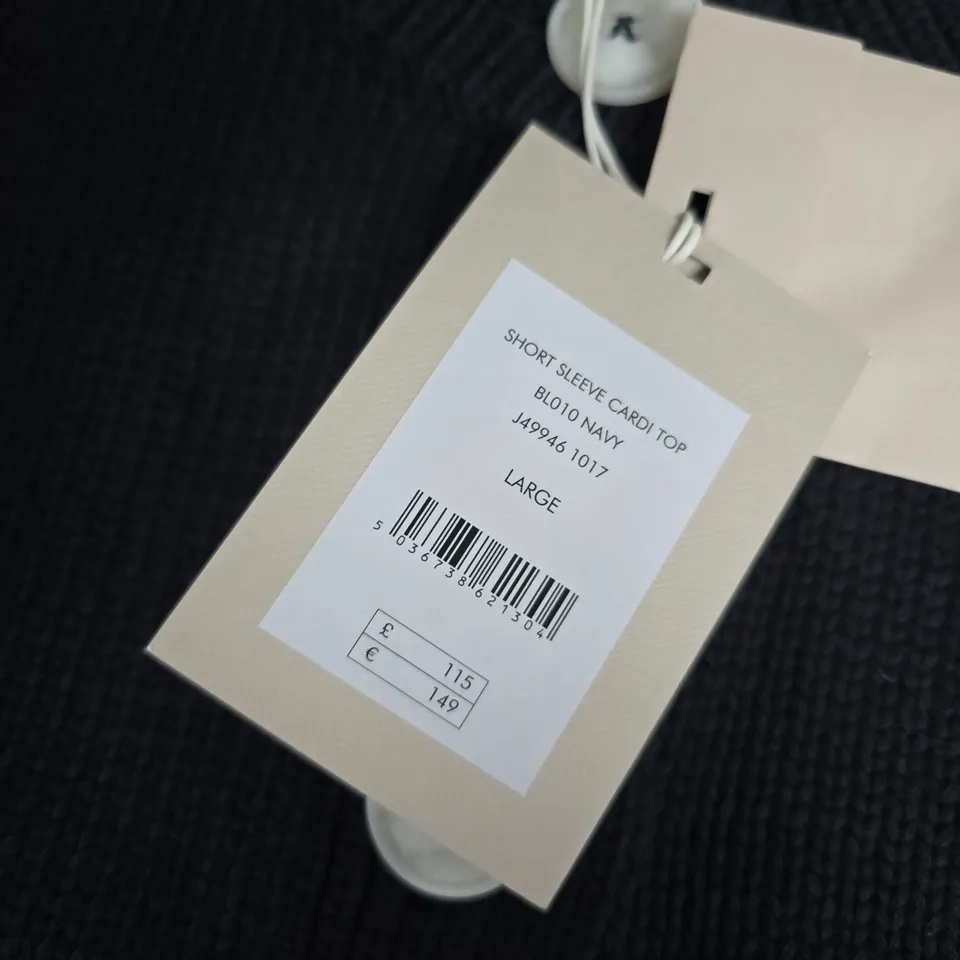 SHORT SLEEVE CARDI TOP
BL010 NAVY
J49946 1017
LARGE
5 036738 621304
£ 115
€ 149